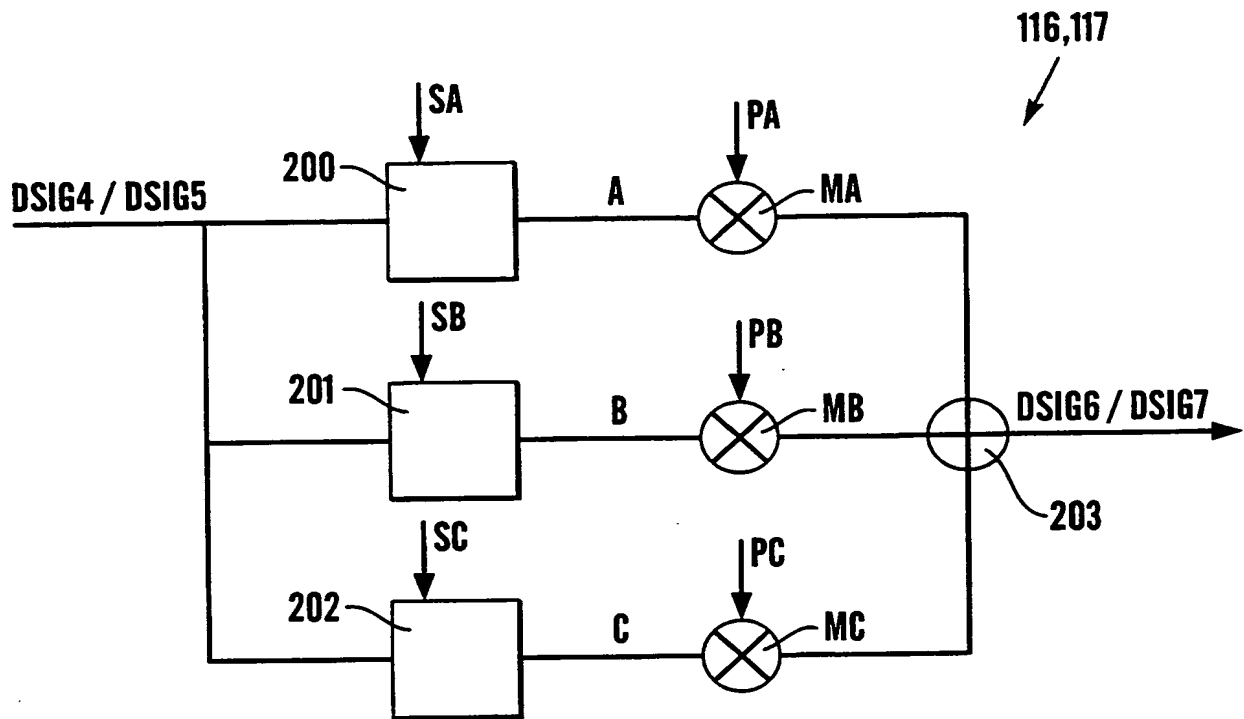 116,117
SA
PA
200
A
MA
DSIG4 / DSIG5
SB
PB
201
B
MB
DSIG6 / DSIG7
203
SC
PC
202
C
MC